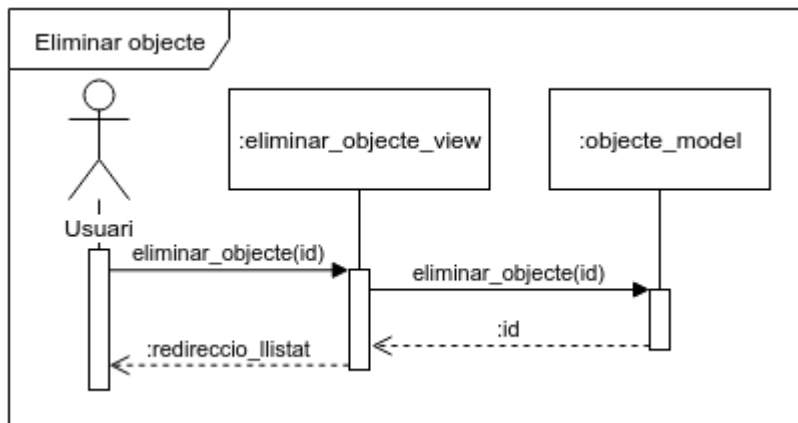 Eliminar objecte
:eliminar_objecte_view
:objecte_model
Usuari
eliminar_objecte(id)
eliminar_objecte(id)
:id
:redireccio_llistat